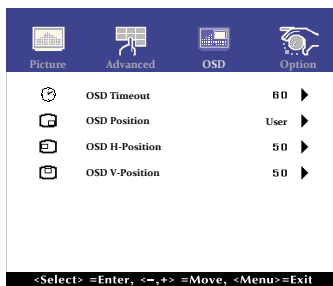 Picture Advanced OSD Option
OSD Timeout 60
OSD Position User
OSD H-Position 50
OSD V-Position 50
<Select> =Enter, <−,+> =Move, <Menu>=Exit